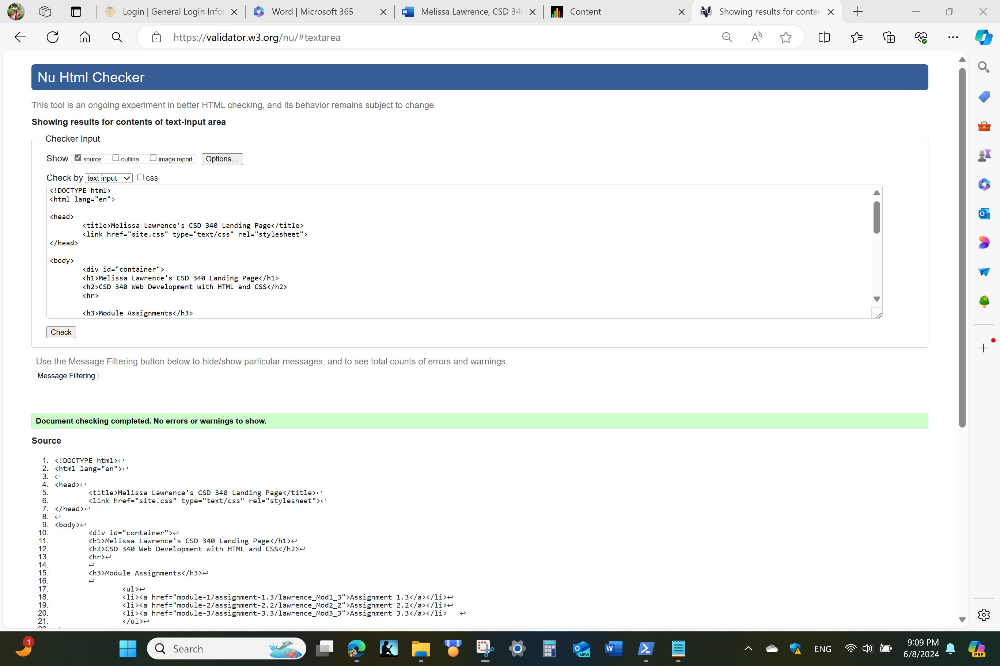 Login | General Login Infor
Word | Microsoft 365
Melissa Lawrence, CSD 340
Content
Showing results for conten
https://validator.w3.org/nu/#textarea
Nu Html Checker
This tool is an ongoing experiment in better HTML checking, and its behavior remains subject to change
Showing results for contents of text-input area
Checker Input
Show source outline image report Options...
Check by text input CSS
<!DOCTYPE html>
<html lang="en">
<head>
<title>Melissa Lawrence's CSD 340 Landing Page</title>
<link href="site.css" type="text/css" rel="stylesheet">
</head>
<body>
<div id="container">
<h1>Melissa Lawrence's CSD 340 Landing Page</h1>
<h2>CSD 340 Web Development with HTML and CSS</h2>
<hr>
<h3>Module Assignments</h3>
Check
Use the Message Filtering button below to hide/show particular messages, and to see total counts of errors and warnings.
Message Filtering
Document checking completed. No errors or warnings to show.
Source
1. <!DOCTYPE html>↩
2. <html lang="en">↩
3. ↩
4. <head>↩
5. <title>Melissa Lawrence's CSD 340 Landing Page</title>↩
6. <link href="site.css" type="text/css" rel="stylesheet">↩
7. </head>↩
8. ↩
9. <body>↩
10. <div id="container">↩
11. <h1>Melissa Lawrence's CSD 340 Landing Page</h1>↩
12. <h2>CSD 340 Web Development with HTML and CSS</h2>↩
13. <hr>↩
14. ↩
15. <h3>Module Assignments</h3>↩
16. ↩
17. <ul>↩
18. <li><a href="module-1/assignment-1.3/lawrence_Mod1_3">Assignment 1.3</a></li>↩
19. <li><a href="module-2/assignment-2.2/lawrence_Mod2_2">Assignment 2.2</a></li>↩
20. <li><a href="module-3/assignment-3.3/lawrence_Mod3_3">Assignment 3.3</a></li> ↩
21. </ul>↩
1
Search
NEW
ENG
9:09 PM
6/8/2024
PRE